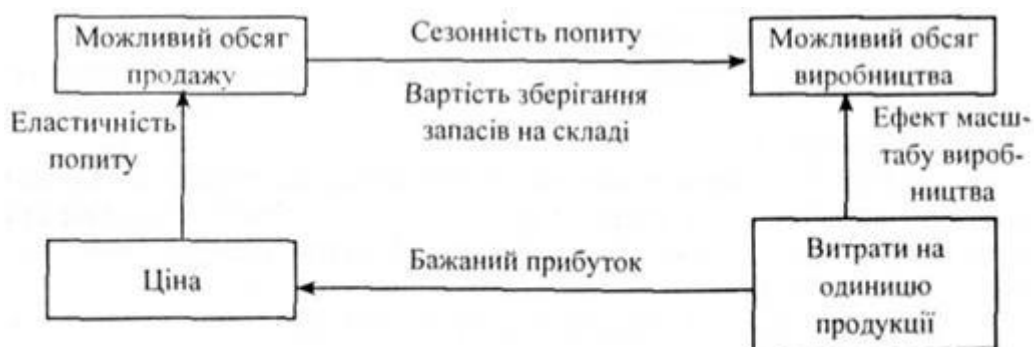 Можливий обсяг
продажу
Сезонність попиту
Вартість зберігання
запасів на складі
Можливий обсяг
виробництва
Еластичність
попиту
Ефект масш-
табу вироб-
ництва
Ціна
Бажаний прибуток
Витрати на
одиницю
продукції